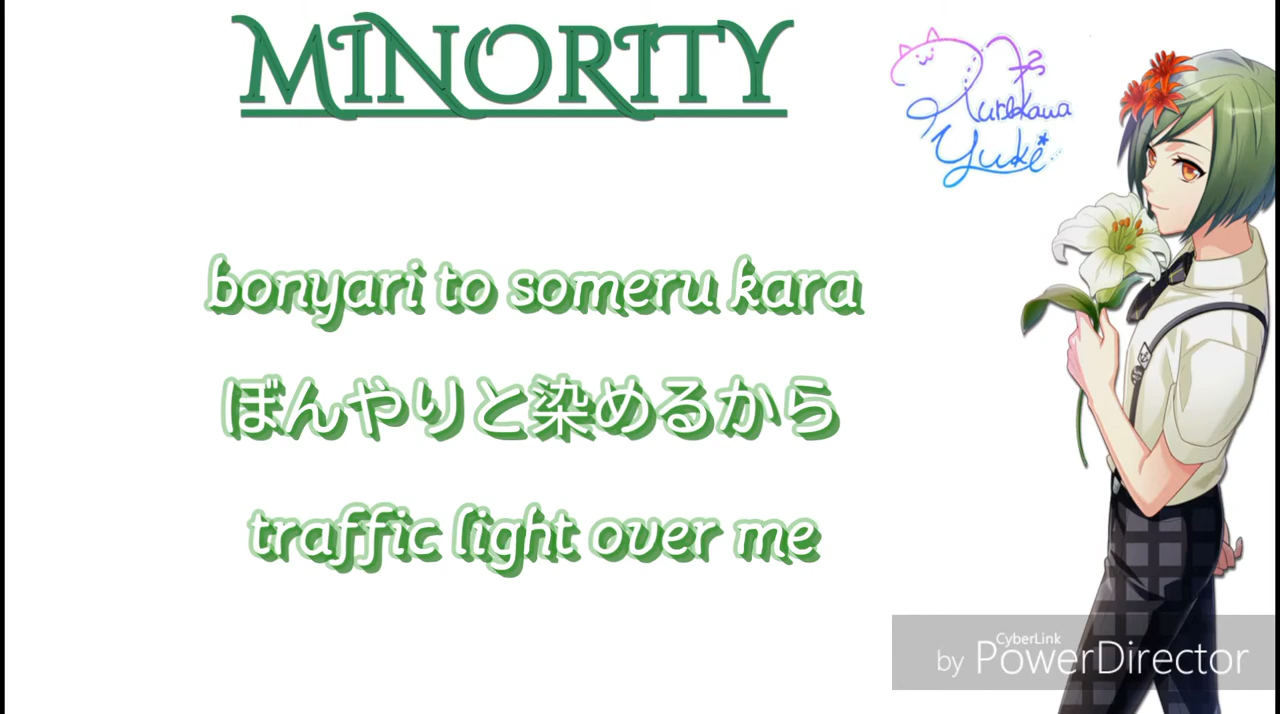 MINORITY
Kurokawa
Yuki
bonyari to someru kara
ぼんやりと染めるから
traffic light over me
CyberLink
by PowerDirector